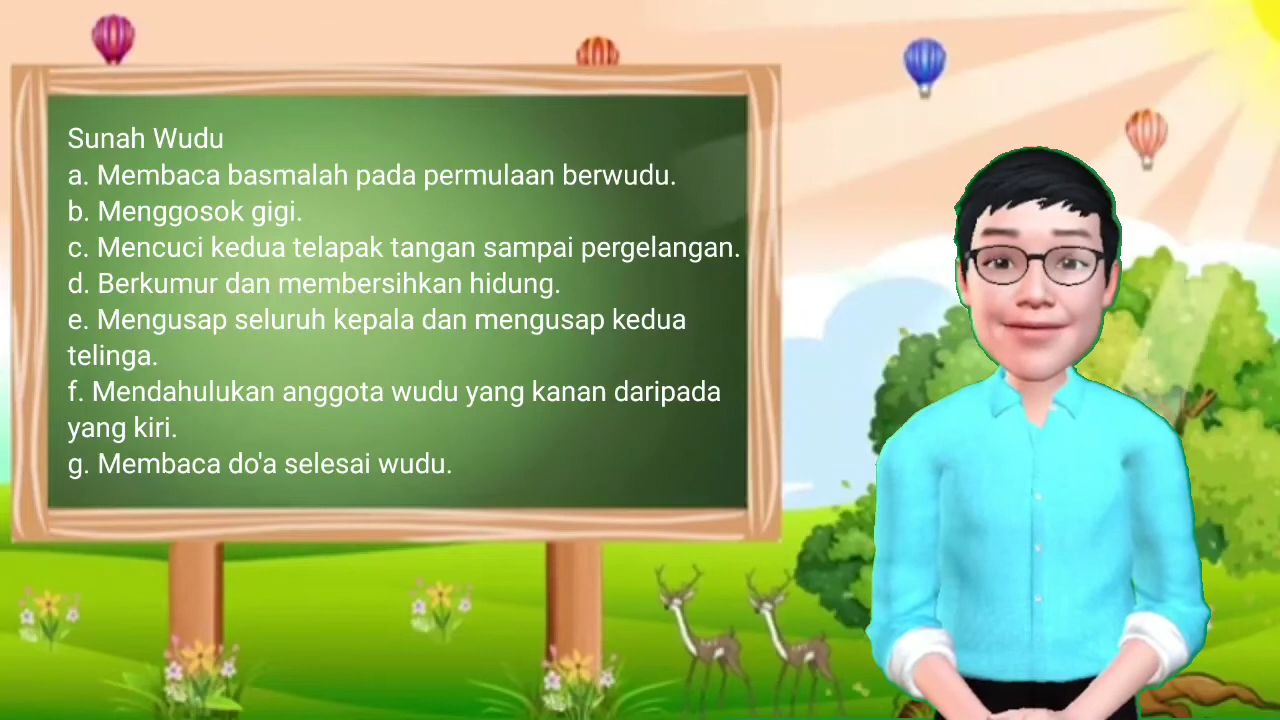 Sunah Wudu
a. Membaca basmalah pada permulaan berwudu.
b. Menggosok gigi.
c. Mencuci kedua telapak tangan sampai pergelangan.
d. Berkumur dan membersihkan hidung.
e. Mengusap seluruh kepala dan mengusap kedua
telinga.
f. Mendahulukan anggota wudu yang kanan daripada
yang kiri.
g. Membaca do'a selesai wudu.